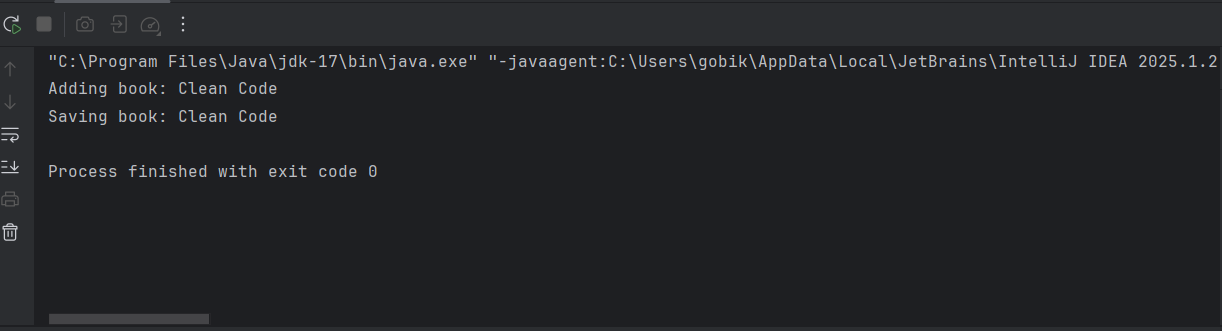 "C:\Program Files\Java\jdk-17\bin\java.exe" "-javaagent:C:\Users\gobik\AppData\Local\JetBrains\IntelliJ IDEA 2025.1.2
Adding book: Clean Code
Saving book: Clean Code
Process finished with exit code 0